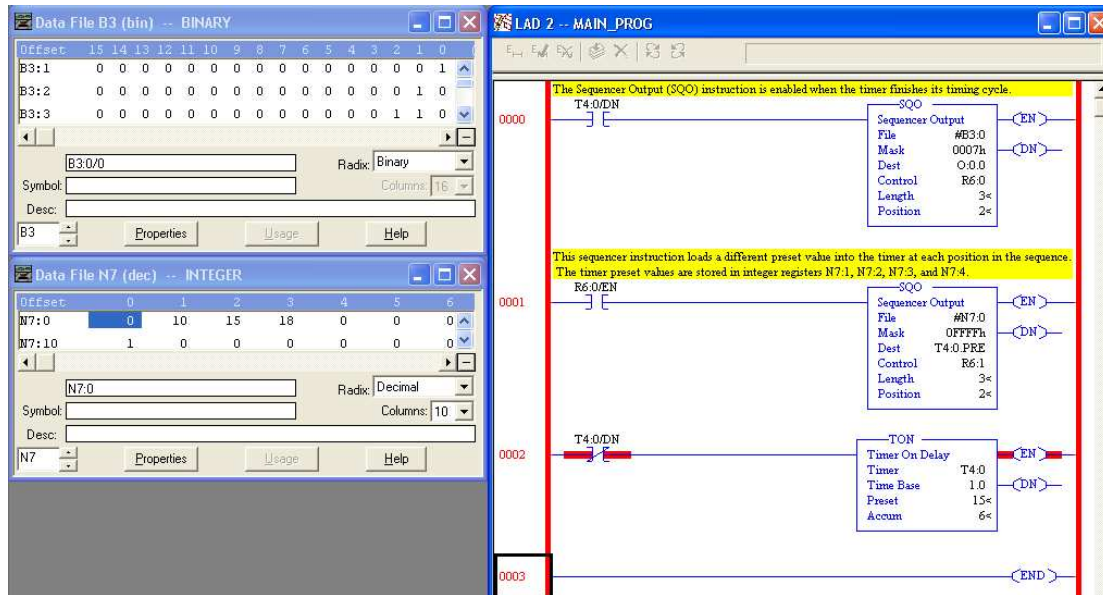 Data File B3 (bin) -- BINARY
Offset 15 14 13 12 11 10 9 8 7 6 5 4 3 2 1 0 (
B3:1 0 0 0 0 0 0 0 0 0 0 0 0 0 0 0 1
B3:2 0 0 0 0 0 0 0 0 0 0 0 0 0 0 1 0
B3:3 0 0 0 0 0 0 0 0 0 0 0 0 0 1 1 0
B3:0/0
Radix: Binary
Symbol:
Columns: 16
Desc:
B3 Properties Usage Help
Data File N7 (dec) -- INTEGER
Offset 0 1 2 3 4 5 6
N7:0 0 10 15 18 0 0 0
N7:10 1 0 0 0 0 0 0
N7:0
Radix: Decimal
Symbol:
Columns: 10
Desc:
N7 Properties Usage Help
LAD 2 -- MAIN_PROG
The Sequencer Output (SQO) instruction is enabled when the timer finishes its timing cycle.
0000
T4:0/DN
SQO
Sequencer Output
File #B3:0
Mask 0007h
Dest O:0.0
Control R6:0
Length 3<
Position 2<
EN
DN
This sequencer instruction loads a different preset value into the timer at each position in the sequence.
The timer preset values are stored in integer registers N7:1, N7:2, N7:3, and N7:4.
0001
R6:0/EN
SQO
Sequencer Output
File #N7:0
Mask 0FFFFh
Dest T4:0.PRE
Control R6:1
Length 3<
Position 2<
EN
DN
0002
T4:0/DN
TON
Timer On Delay
Timer T4:0
Time Base 1.0
Preset 15<
Accum 6<
EN
DN
0003
END